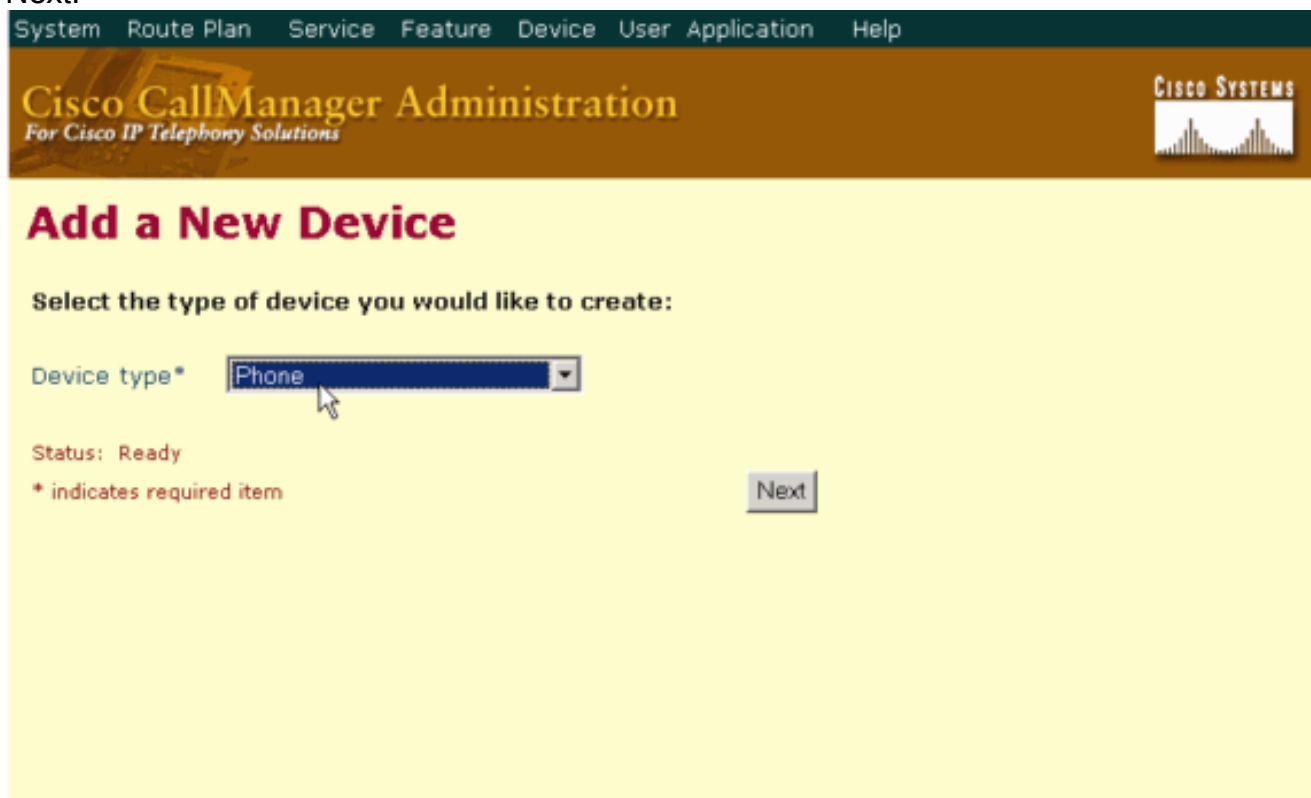 Next.
System Route Plan Service Feature Device User Application Help
Cisco CallManager Administration
For Cisco IP Telephony Solutions
CISCO SYSTEMS
Add a New Device
Select the type of device you would like to create:
Device type* Phone
Status: Ready
* indicates required item
Next